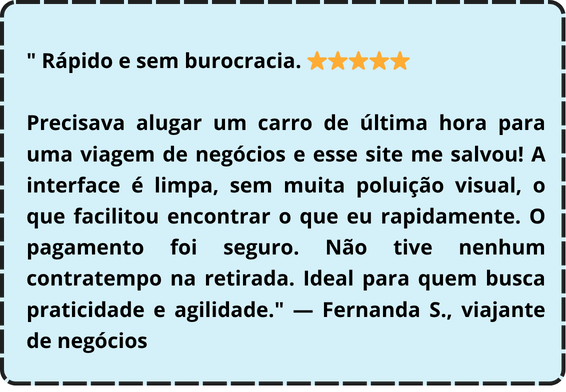 " Rápido e sem burocracia. ⭐⭐⭐⭐⭐
Precisava alugar um carro de última hora para
uma viagem de negócios e esse site me salvou! A
interface é limpa, sem muita poluição visual, o
que facilitou encontrar o que eu rapidamente. O
pagamento foi seguro. Não tive nenhum
contratempo na retirada. Ideal para quem busca
praticidade e agilidade." — Fernanda S., viajante
de negócios